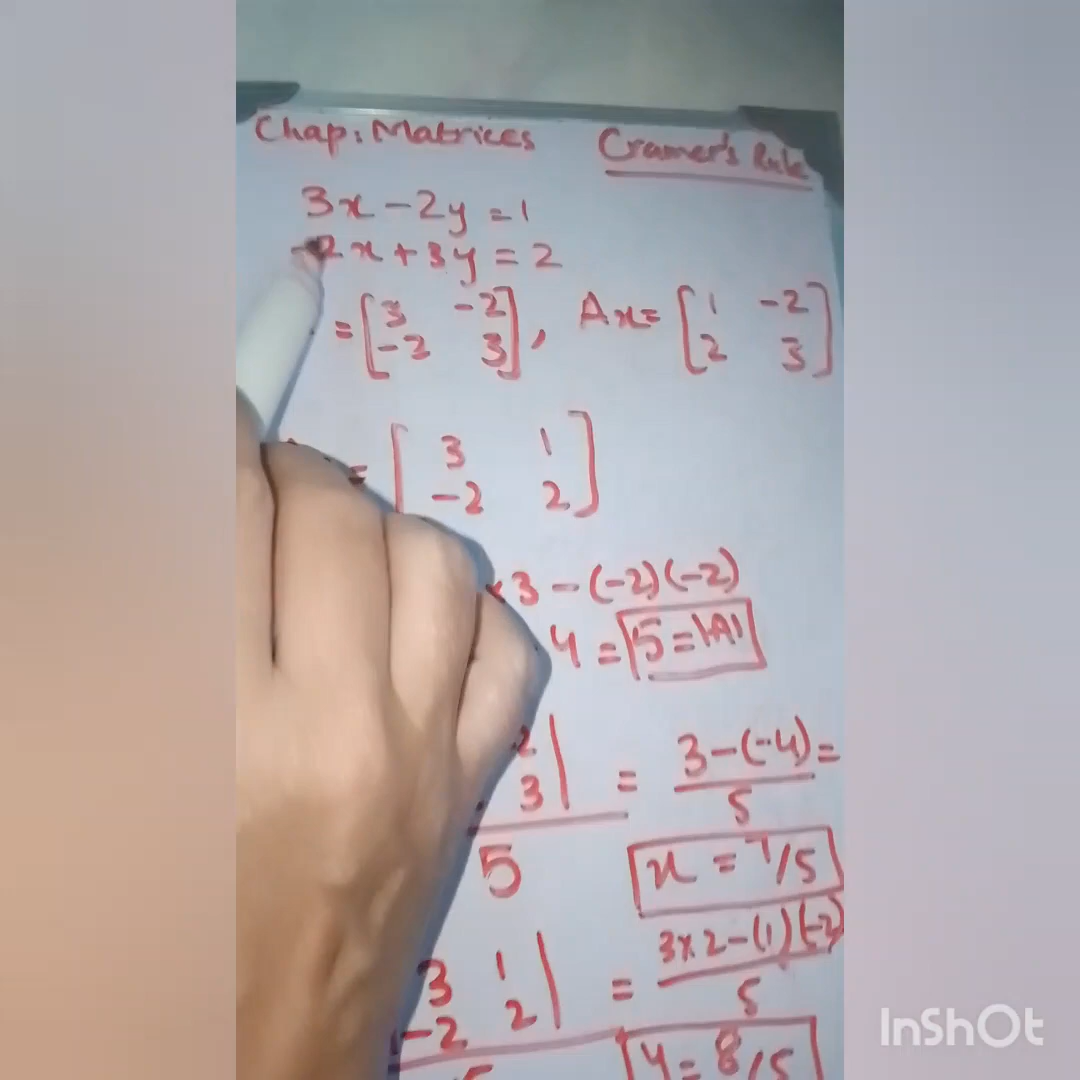 Chap: Matrices Cramer's Rule
3x - 2y = 1
-2x + 3y = 2
= [3 -2
-2 3], Ax = [1 -2
2 3]
= [3 1
-2 2]
×3 - (-2)(-2)
4 = 5 = |A|
2
3| = 3-(-4)/5 =
5
x = 7/5
3 1
-2 2| = 3×2-(1)(-2)/5
y = 8/5
InShOt